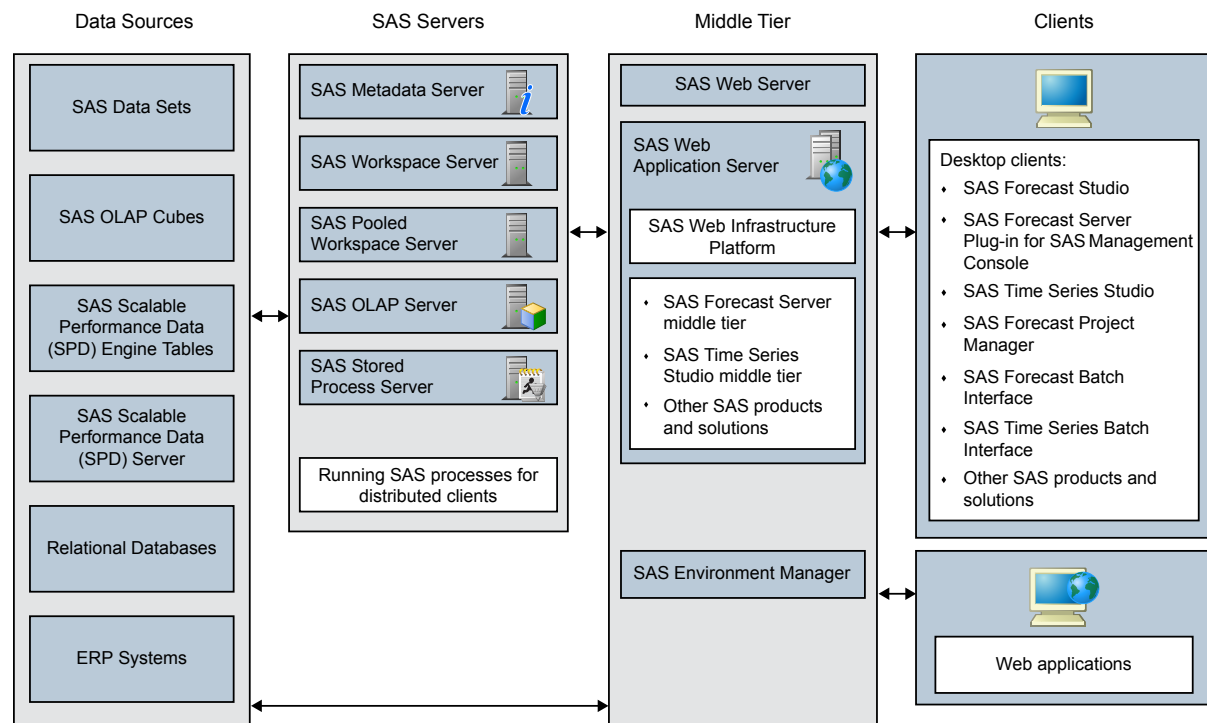 Data Sources
SAS Servers
Middle Tier
Clients
SAS Data Sets
SAS OLAP Cubes
SAS Scalable
Performance Data
(SPD) Engine Tables
SAS Scalable
Performance Data
(SPD) Server
Relational Databases
ERP Systems
SAS Metadata Server
SAS Workspace Server
SAS Pooled
Workspace Server
SAS OLAP Server
SAS Stored
Process Server
Running SAS processes for
distributed clients
SAS Web Server
SAS Web
Application Server
SAS Web Infrastructure
Platform
SAS Forecast Server
middle tier
SAS Time Series
Studio middle tier
Other SAS products
and solutions
SAS Environment Manager
Desktop clients:
SAS Forecast Studio
SAS Forecast Server
Plug-in for SAS Management
Console
SAS Time Series Studio
SAS Forecast Project
Manager
SAS Forecast Batch
Interface
SAS Time Series Batch
Interface
Other SAS products and
solutions
Web applications